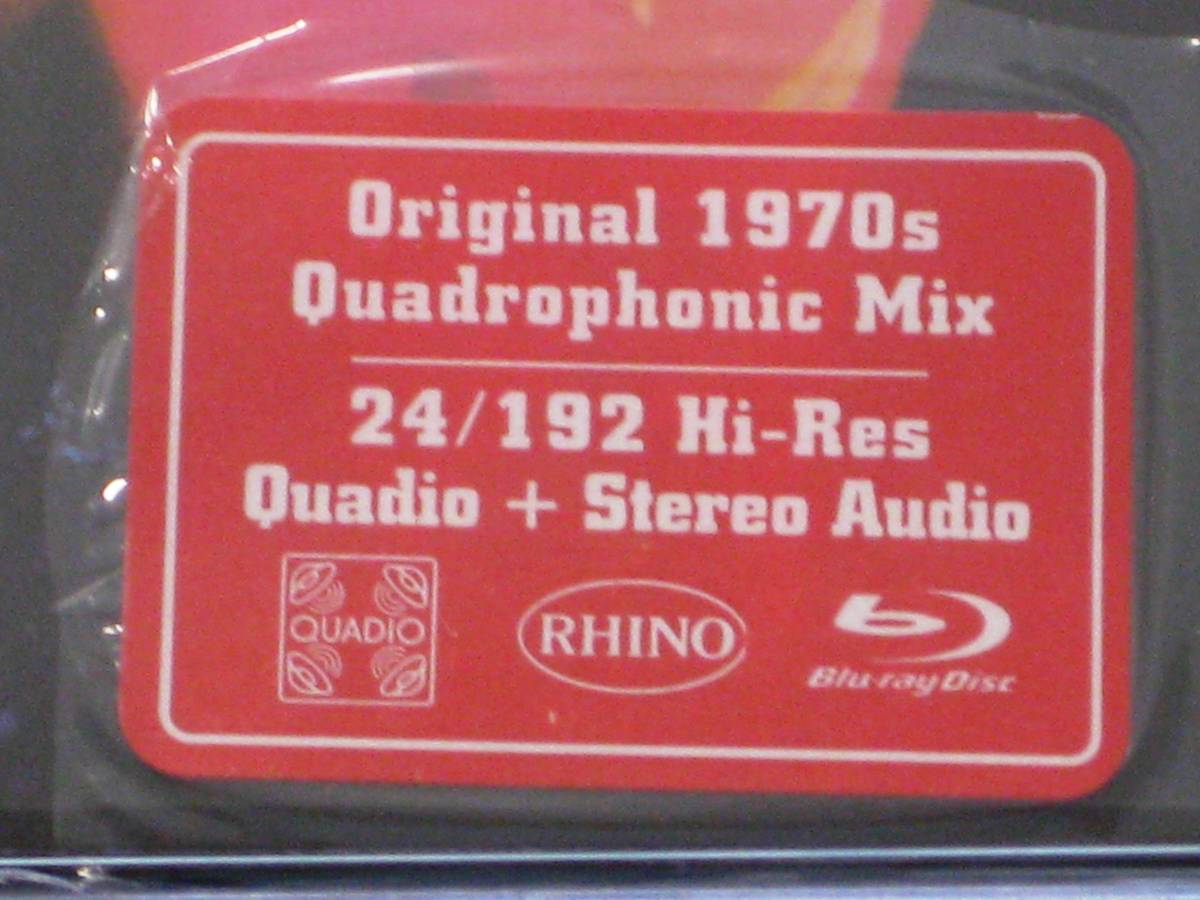 Original 1970s
Quadrophonic Mix
24/192 Hi-Res
Quadio + Stereo Audio
QUADIO RHINO Blu-ray Disc